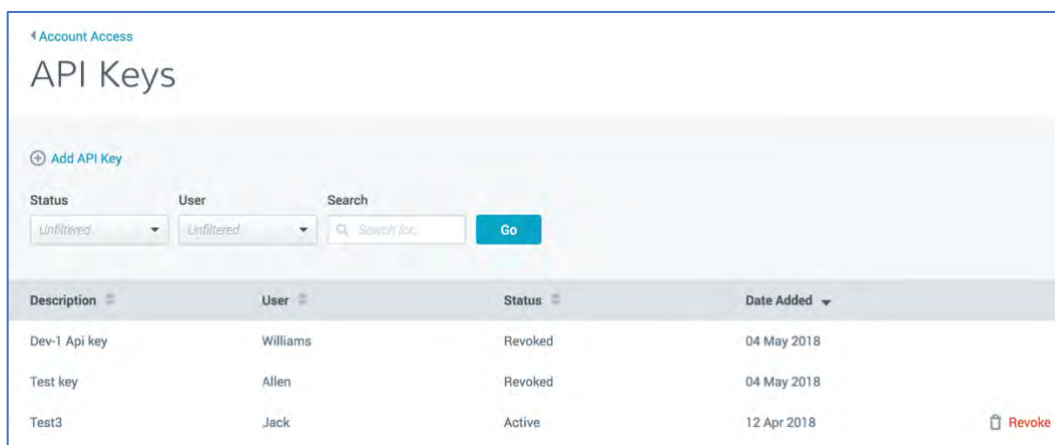 Account Access
API Keys
Add API Key
Status User Search
Unfiltered Unfiltered Search for... Go
Description User Status Date Added
Dev-1 Api key Williams Revoked 04 May 2018
Test key Allen Revoked 04 May 2018
Test3 Jack Active 12 Apr 2018 Revoke